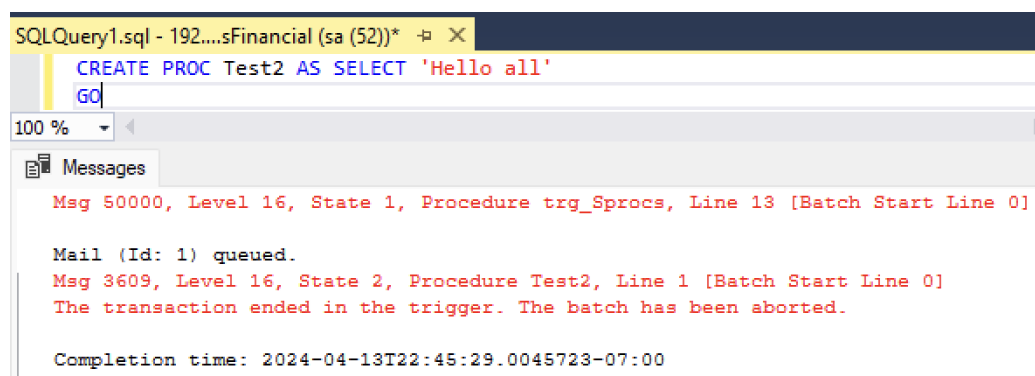 SQLQuery1.sql - 192....sFinancial (sa (52))*
CREATE PROC Test2 AS SELECT 'Hello all'
GO
100 %
Messages
Msg 50000, Level 16, State 1, Procedure trg_Sprocs, Line 13 [Batch Start Line 0]
Mail (Id: 1) queued.
Msg 3609, Level 16, State 2, Procedure Test2, Line 1 [Batch Start Line 0]
The transaction ended in the trigger. The batch has been aborted.
Completion time: 2024-04-13T22:45:29.0045723-07:00